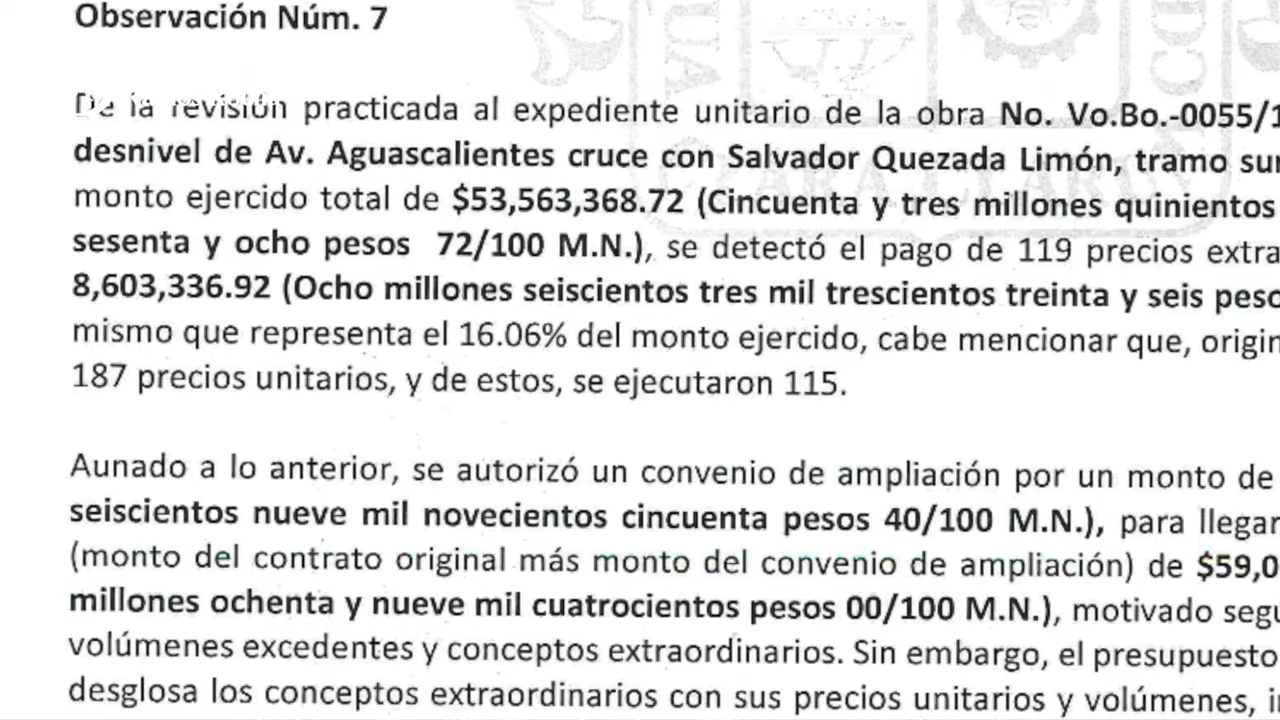 Observación Núm. 7
De la revisión practicada al expediente unitario de la obra No. Vo.Bo.-0055/1
desnivel de Av. Aguascalientes cruce con Salvador Quezada Limón, tramo sur
monto ejercido total de $53,563,368.72 (Cincuenta y tres millones quinientos
sesenta y ocho pesos 72/100 M.N.), se detectó el pago de 119 precios extra
8,603,336.92 (Ocho millones seiscientos tres mil trescientos treinta y seis peso
mismo que representa el 16.06% del monto ejercido, cabe mencionar que, origin
187 precios unitarios, y de estos, se ejecutaron 115.
Aunado a lo anterior, se autorizó un convenio de ampliación por un monto de
seiscientos nueve mil novecientos cincuenta pesos 40/100 M.N.), para llegar
(monto del contrato original más monto del convenio de ampliación) de $59,0
millones ochenta y nueve mil cuatrocientos pesos 00/100 M.N.), motivado segu
volúmenes excedentes y conceptos extraordinarios. Sin embargo, el presupuesto
desglosa los conceptos extraordinarios con sus precios unitarios y volúmenes, i